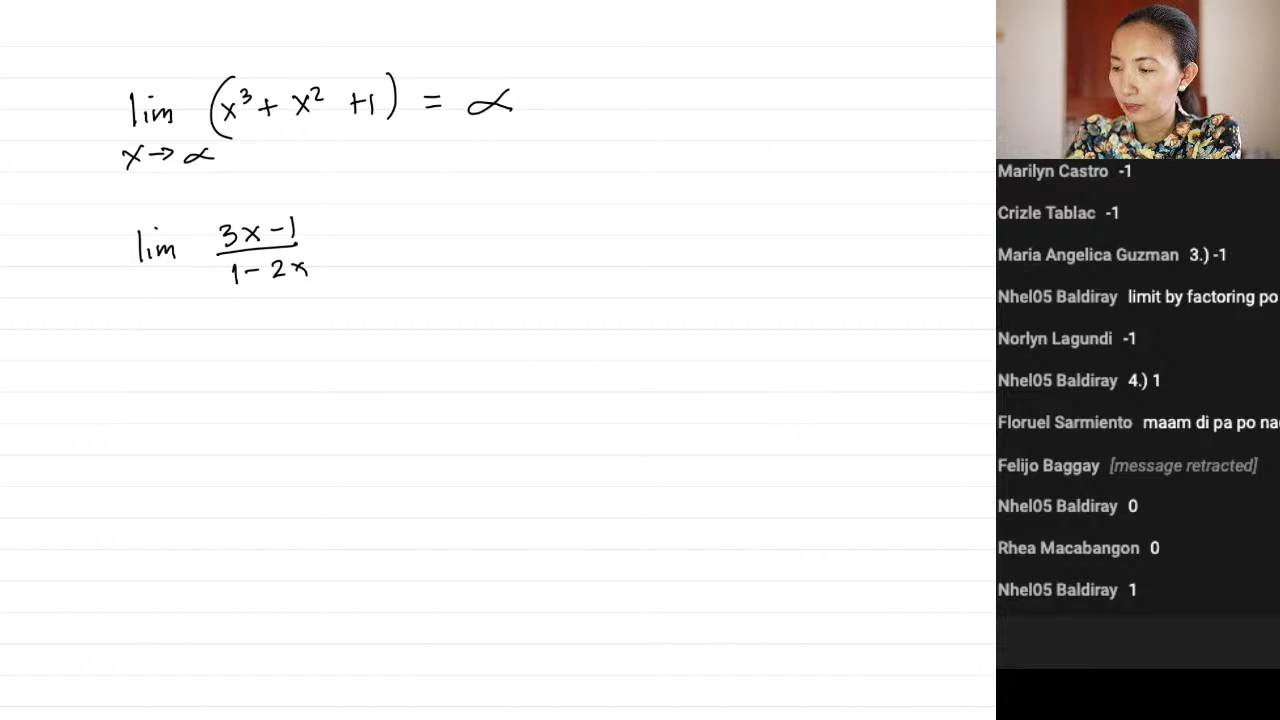 lim (x³ + x² + 1) = ∝
x → ∝
lim 3x - 1
1 - 2x
Marilyn Castro -1
Crizle Tablac -1
Maria Angelica Guzman 3.) -1
Nhel05 Baldiray limit by factoring po
Norlyn Lagundi -1
Nhel05 Baldiray 4.) 1
Floruel Sarmiento maam di pa po na
Felijo Baggay [message retracted]
Nhel05 Baldiray 0
Rhea Macabangon 0
Nhel05 Baldiray 1